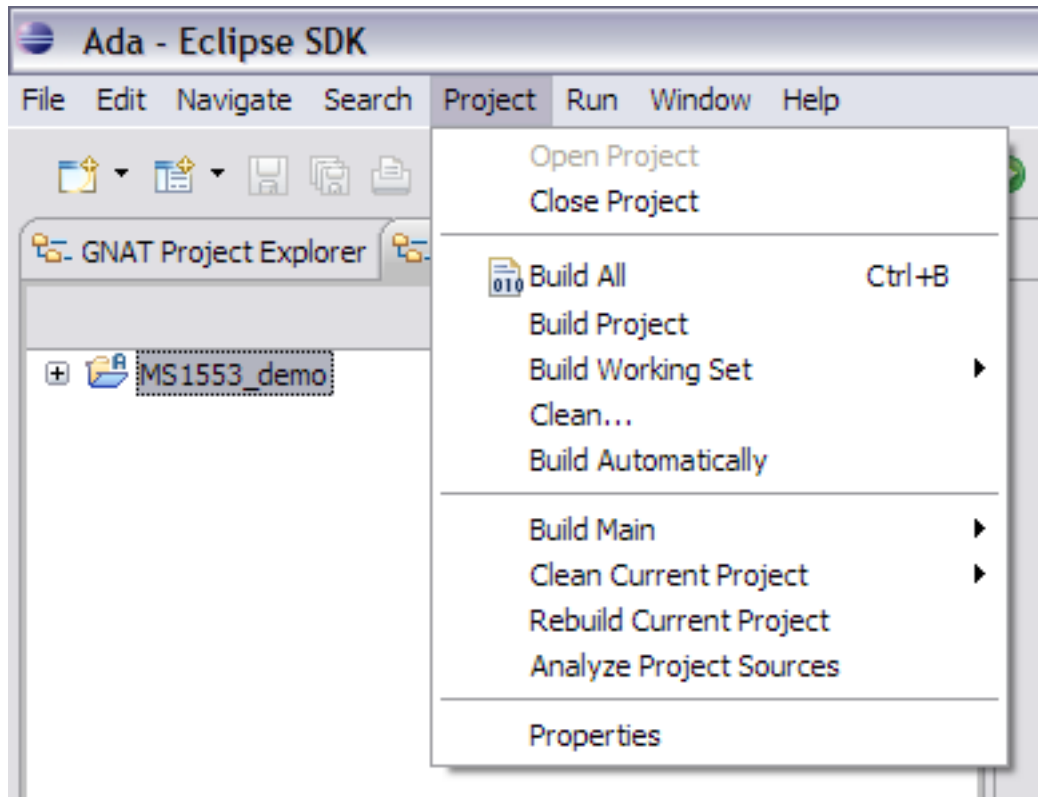 Ada - Eclipse SDK
File Edit Navigate Search Project Run Window Help
Open Project
Close Project
GNAT Project Explorer
010 Build All Ctrl+B
Build Project
MS1553_demo
Build Working Set
Clean...
Build Automatically
Build Main
Clean Current Project
Rebuild Current Project
Analyze Project Sources
Properties